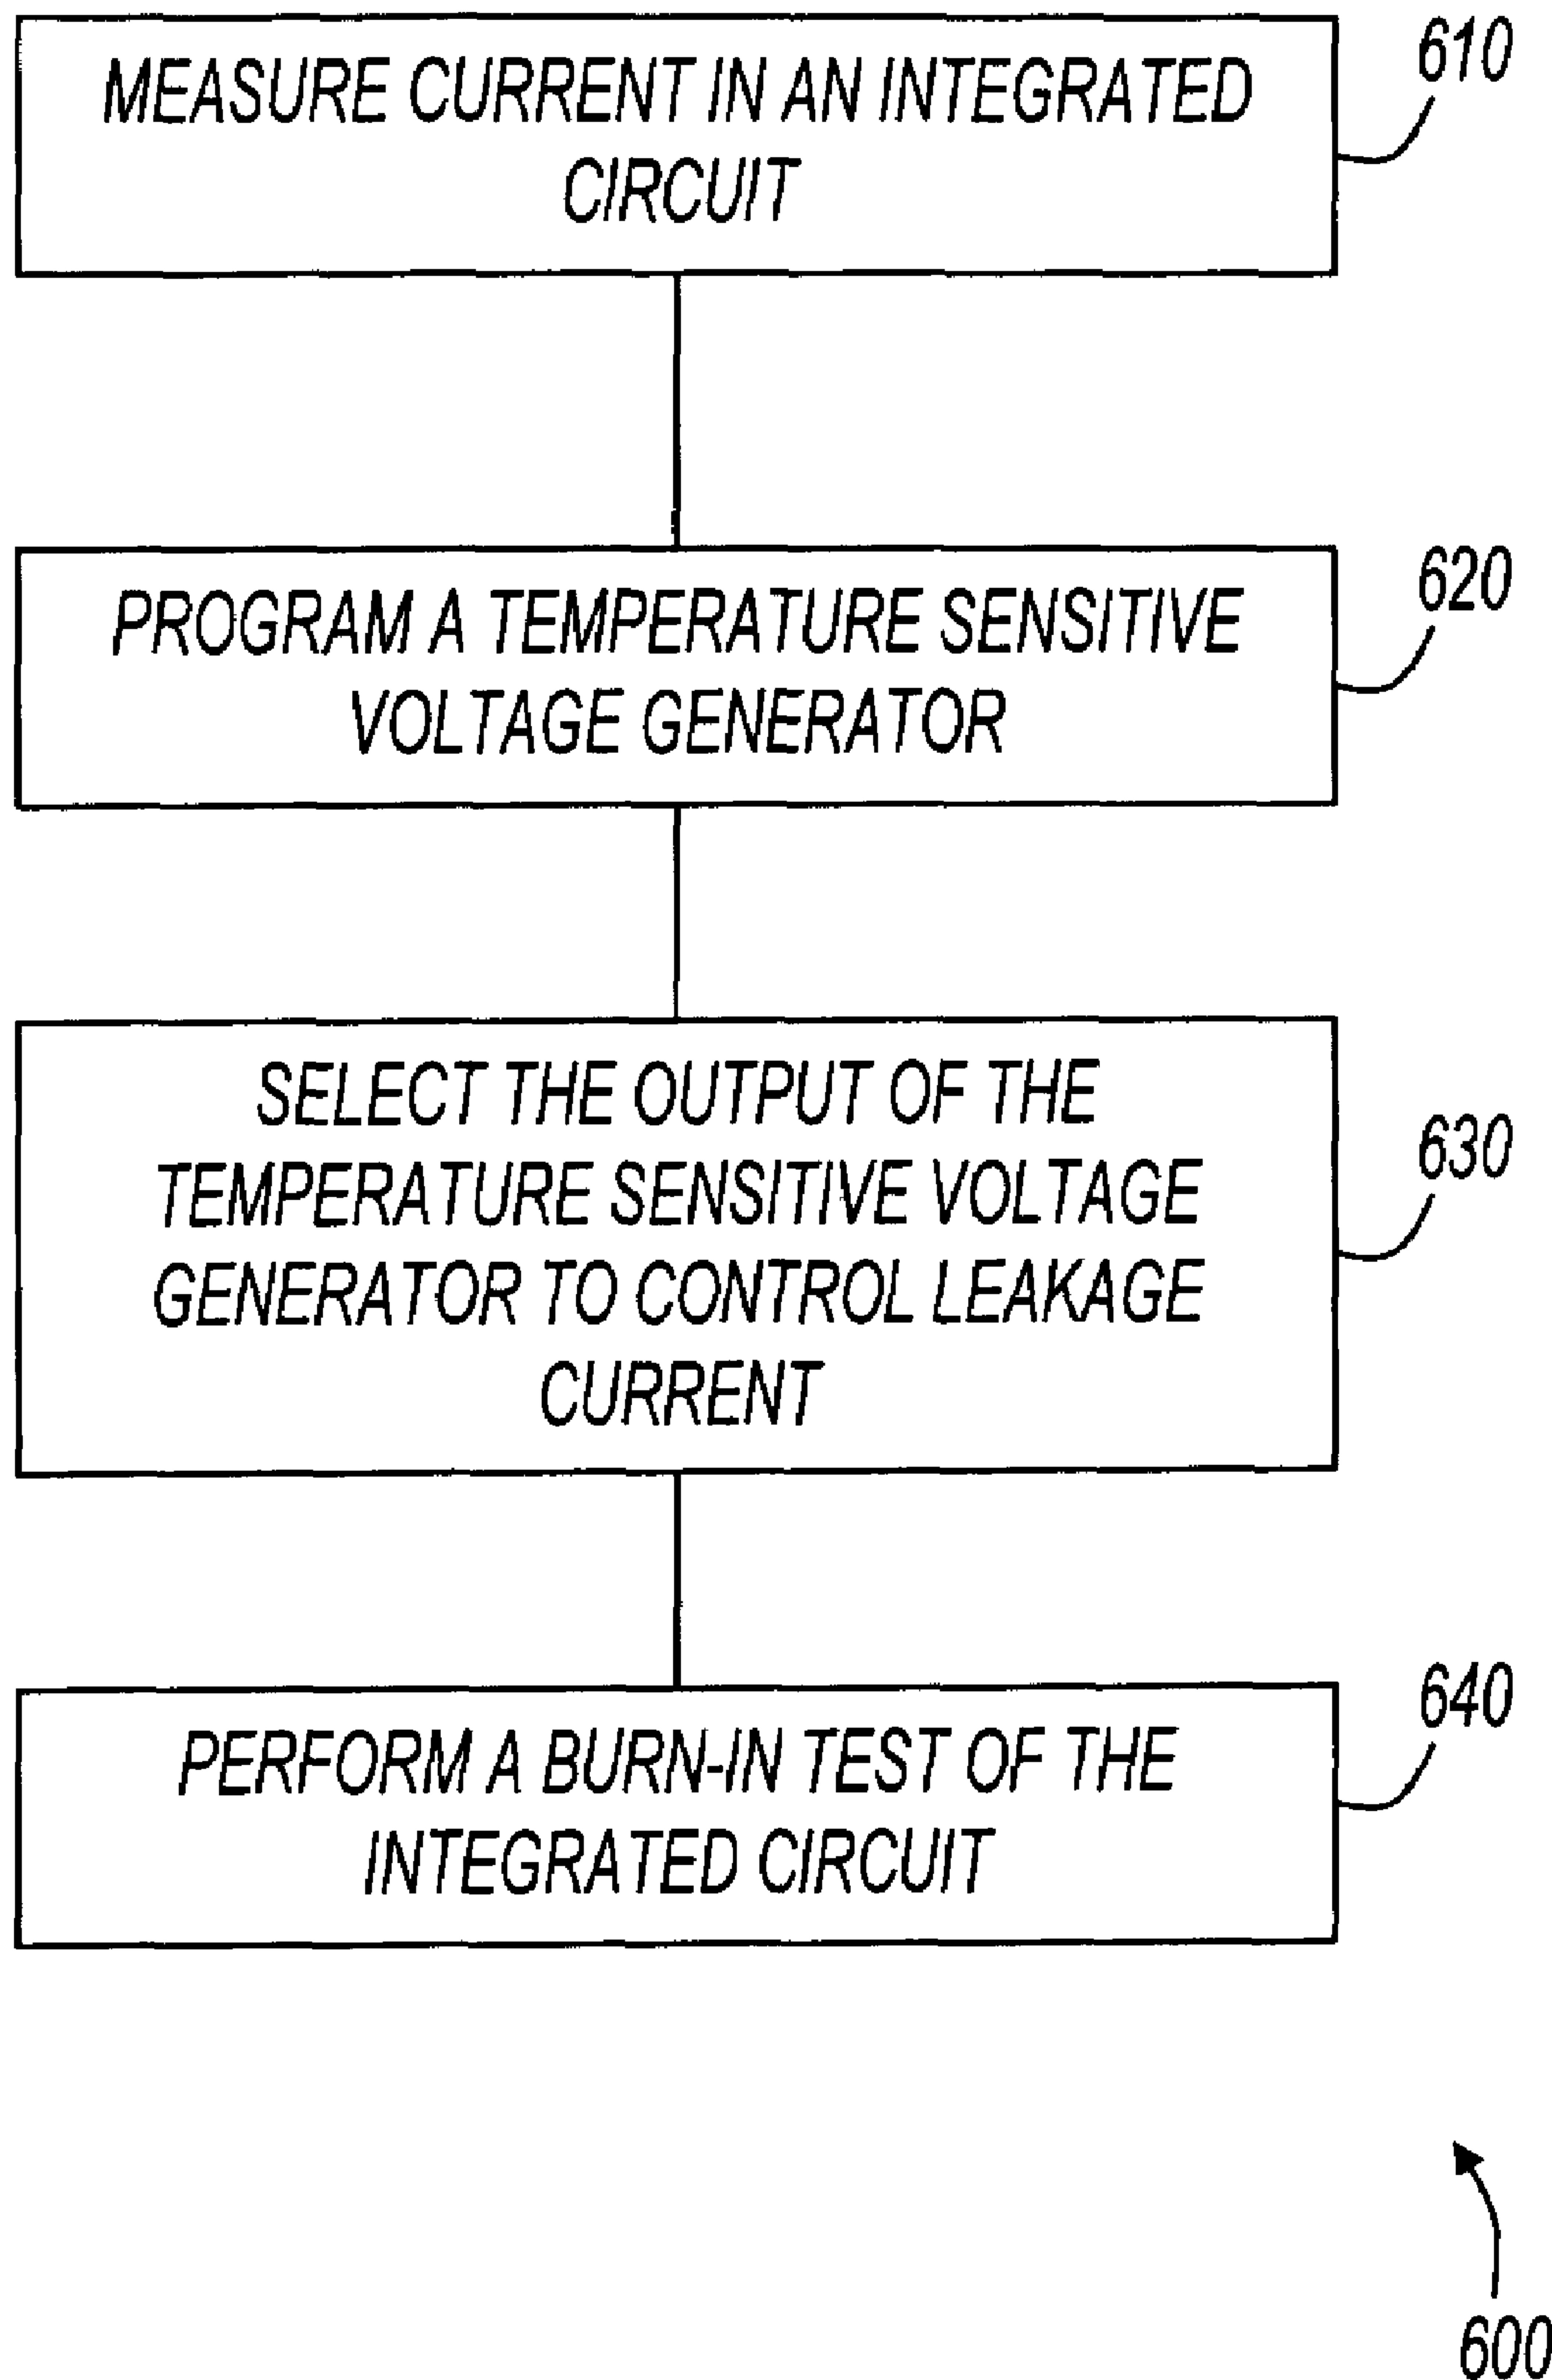 MEASURE CURRENT IN AN INTEGRATED
CIRCUIT
610
PROGRAM A TEMPERATURE SENSITIVE
VOLTAGE GENERATOR
620
SELECT THE OUTPUT OF THE
TEMPERATURE SENSITIVE VOLTAGE
GENERATOR TO CONTROL LEAKAGE
CURRENT
630
PERFORM A BURN-IN TEST OF THE
INTEGRATED CIRCUIT
640
600